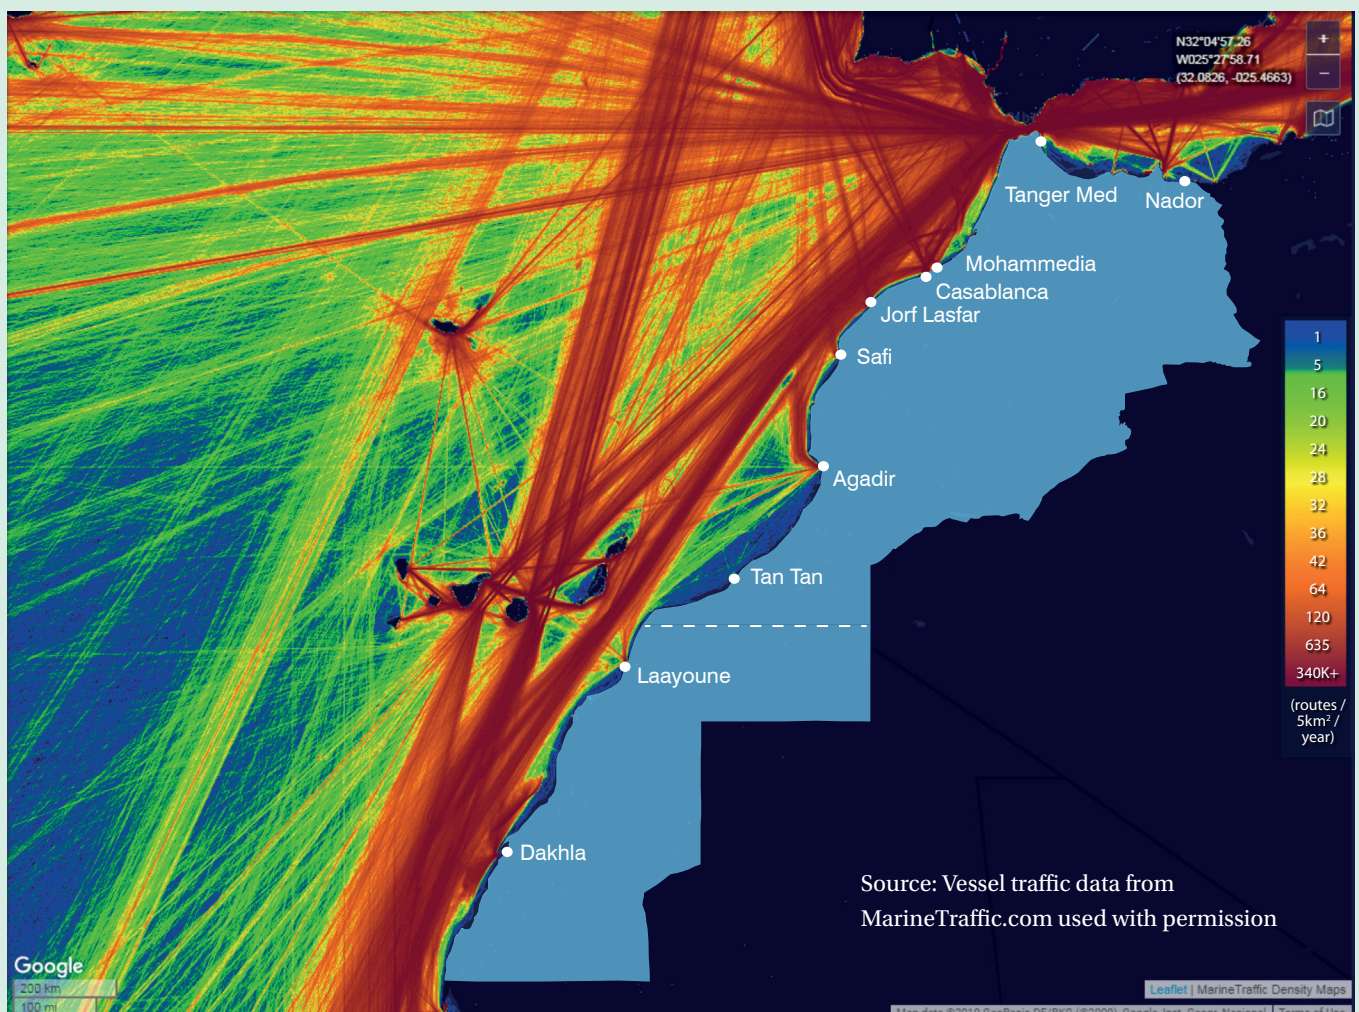 N32°04'57.26
W025°27'58.71
(32.0826, -025.4663)
+
−
Tanger Med
Nador
Mohammedia
Casablanca
Jorf Lasfar
Safi
Agadir
Tan Tan
Laayoune
Dakhla
1
5
16
20
24
28
32
36
42
64
120
635
340K+
(routes /
5km² /
year)
Source: Vessel traffic data from
MarineTraffic.com used with permission
Google
200 km
100 mi
Leaflet | MarineTraffic Density Maps
Terms of Use